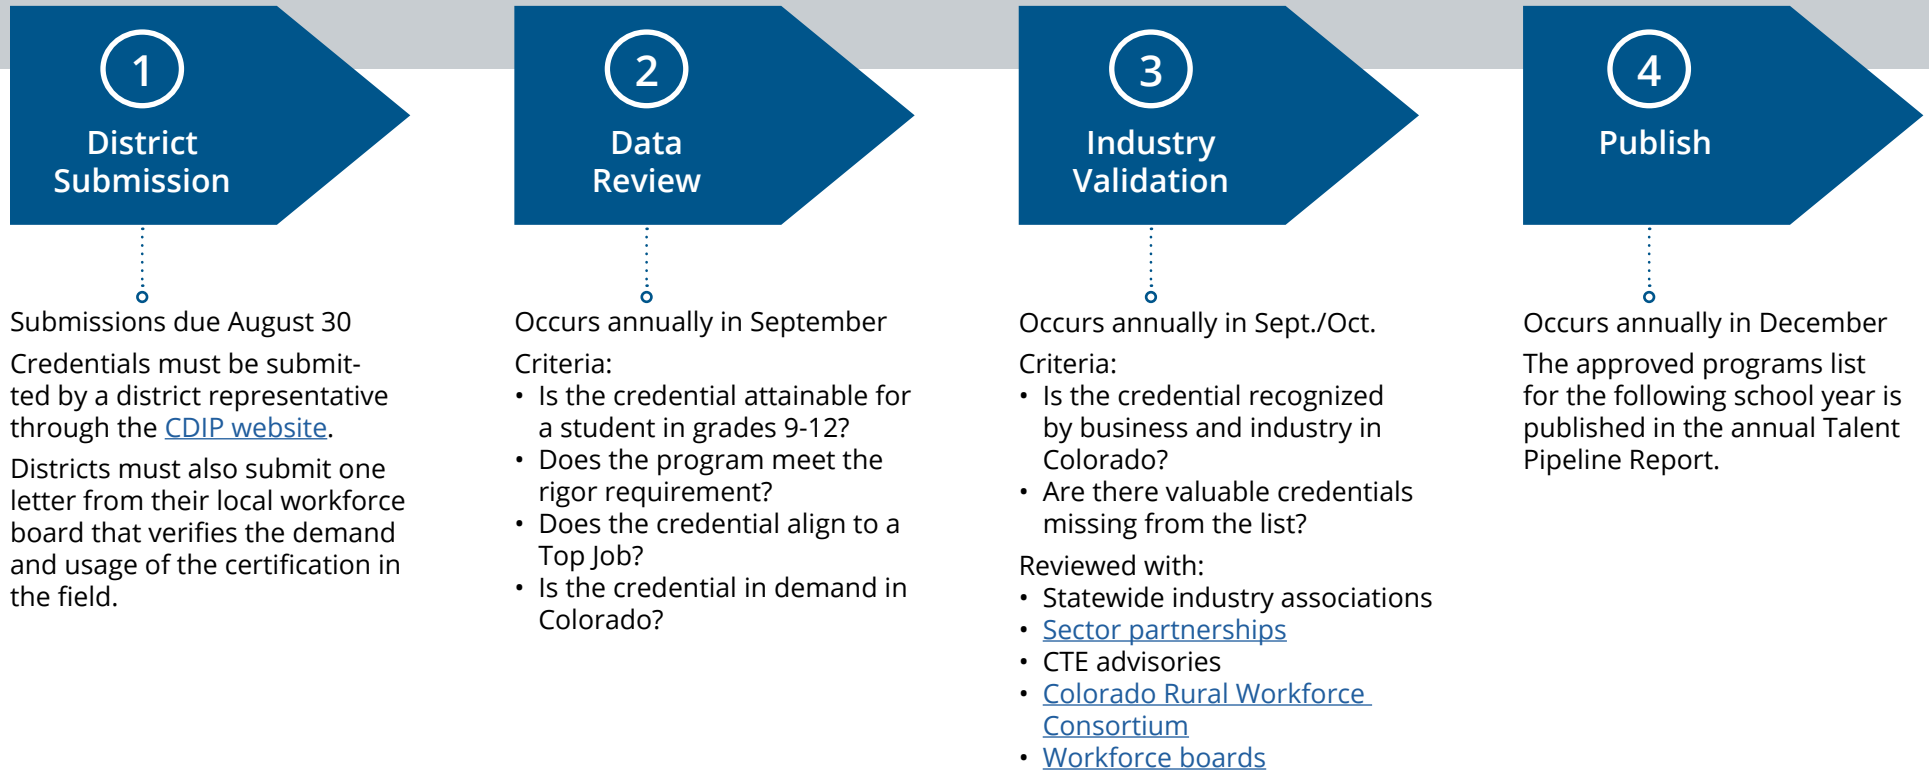 1
District
Submission
Submissions due August 30
Credentials must be submit-
ted by a district representative
through the CDIP website.
Districts must also submit one
letter from their local workforce
board that verifies the demand
and usage of the certification in
the field.
2
Data
Review
Occurs annually in September
Criteria:
• Is the credential attainable for
a student in grades 9-12?
• Does the program meet the
rigor requirement?
• Does the credential align to a
Top Job?
• Is the credential in demand in
Colorado?
3
Industry
Validation
Occurs annually in Sept./Oct.
Criteria:
• Is the credential recognized
by business and industry in
Colorado?
• Are there valuable credentials
missing from the list?
Reviewed with:
• Statewide industry associations
• Sector partnerships
• CTE advisories
• Colorado Rural Workforce
Consortium
• Workforce boards
4
Publish
Occurs annually in December
The approved programs list
for the following school year is
published in the annual Talent
Pipeline Report.